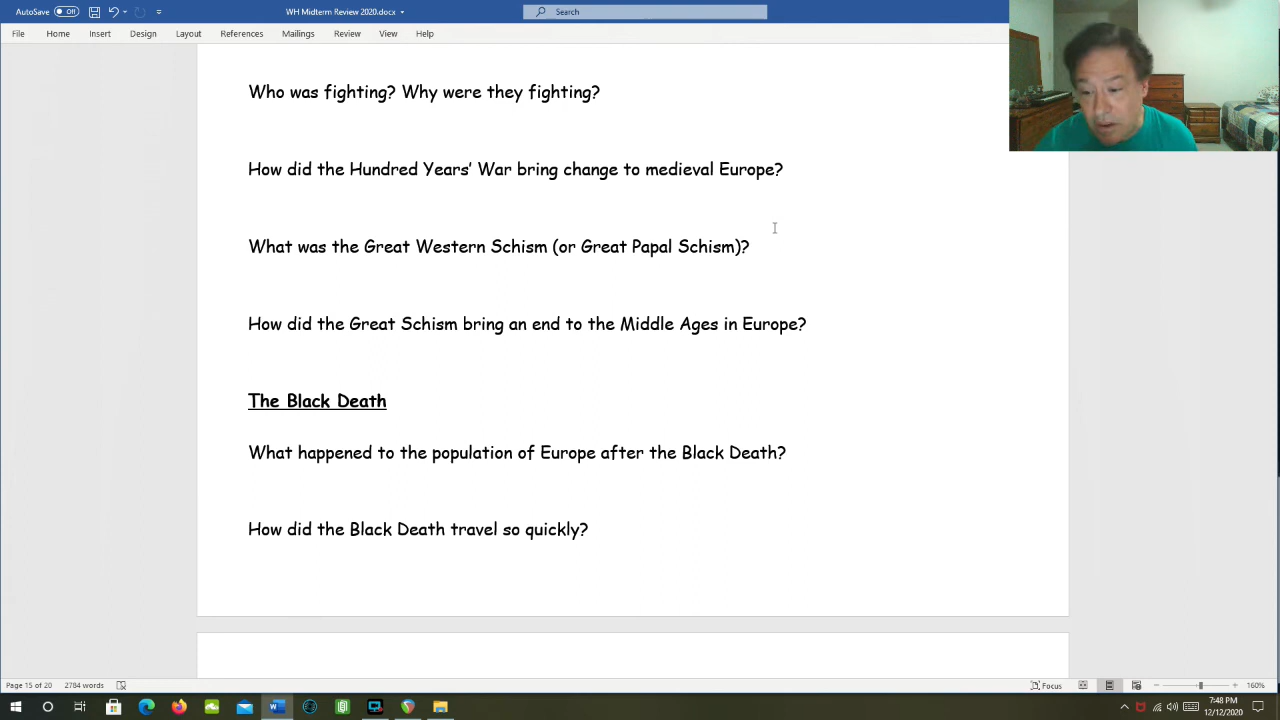 AutoSave Off WH Midterm Review 2020.docx Search
File Home Insert Design Layout References Mailings Review View Help
Who was fighting? Why were they fighting?
How did the Hundred Years' War bring change to medieval Europe?
What was the Great Western Schism (or Great Papal Schism)?
How did the Great Schism bring an end to the Middle Ages in Europe?
The Black Death
What happened to the population of Europe after the Black Death?
How did the Black Death travel so quickly?
Page 15 of 20 2784 words Focus 160%
7:48 PM
12/12/2020